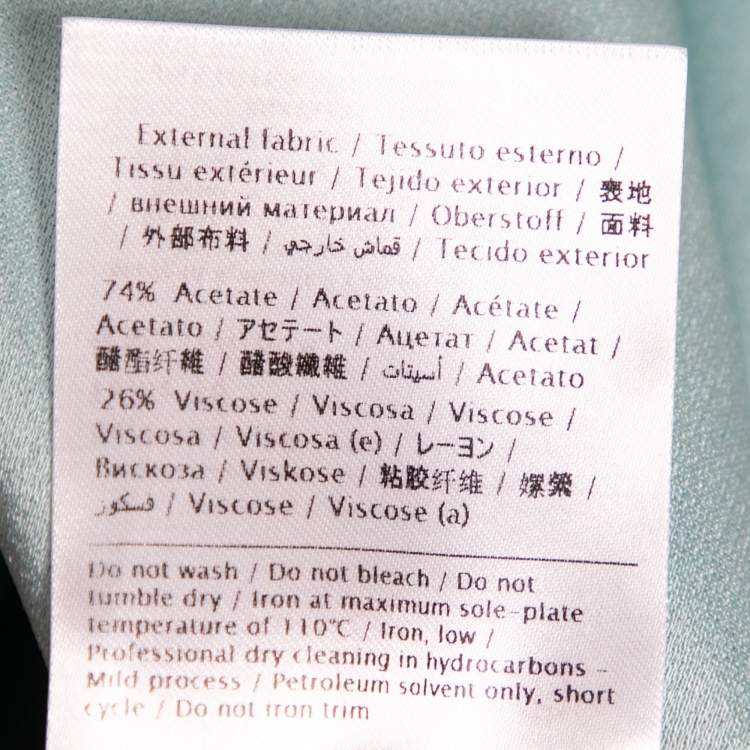 External fabric / Tessuto esterno /
Tissu extérieur / Tejido exterior / 表地
/ внешний материал / Oberstoff / 面料
/ 外部布料 / قماش خارجي / Tecido exterior
74% Acetate / Acetato / Acétate /
Acetato / アセテート / Ацетат / Acetat /
醋酯纤维 / 醋酸纖維 / أسيتات / Acetato
26% Viscose / Viscosa / Viscose /
Viscosa / Viscosa (e) / レーヨン /
Вискоза / Viskose / 粘胶纤维 / 嫘縈 /
فسكوز / Viscose / Viscose (a)
Do not wash / Do not bleach / Do not
tumble dry / Iron at maximum sole-plate
temperature of 110°C / Iron, low /
Professional dry cleaning in hydrocarbons -
Mild process / Petroleum solvent only, short
cycle / Do not iron trim